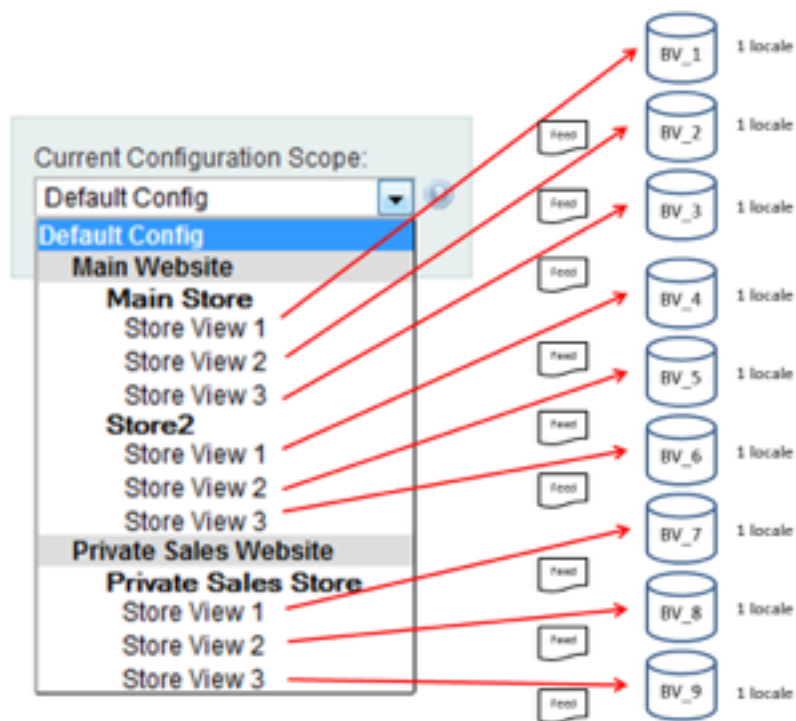 Current Configuration Scope:
Default Config
Default Config
Main Website
Main Store
Store View 1
Store View 2
Store View 3
Store2
Store View 1
Store View 2
Store View 3
Private Sales Website
Private Sales Store
Store View 1
Store View 2
Store View 3
Feed
Feed
Feed
Feed
Feed
Feed
Feed
Feed
Feed
BV_1 1 locale
BV_2 1 locale
BV_3 1 locale
BV_4 1 locale
BV_5 1 locale
BV_6 1 locale
BV_7 1 locale
BV_8 1 locale
BV_9 1 locale